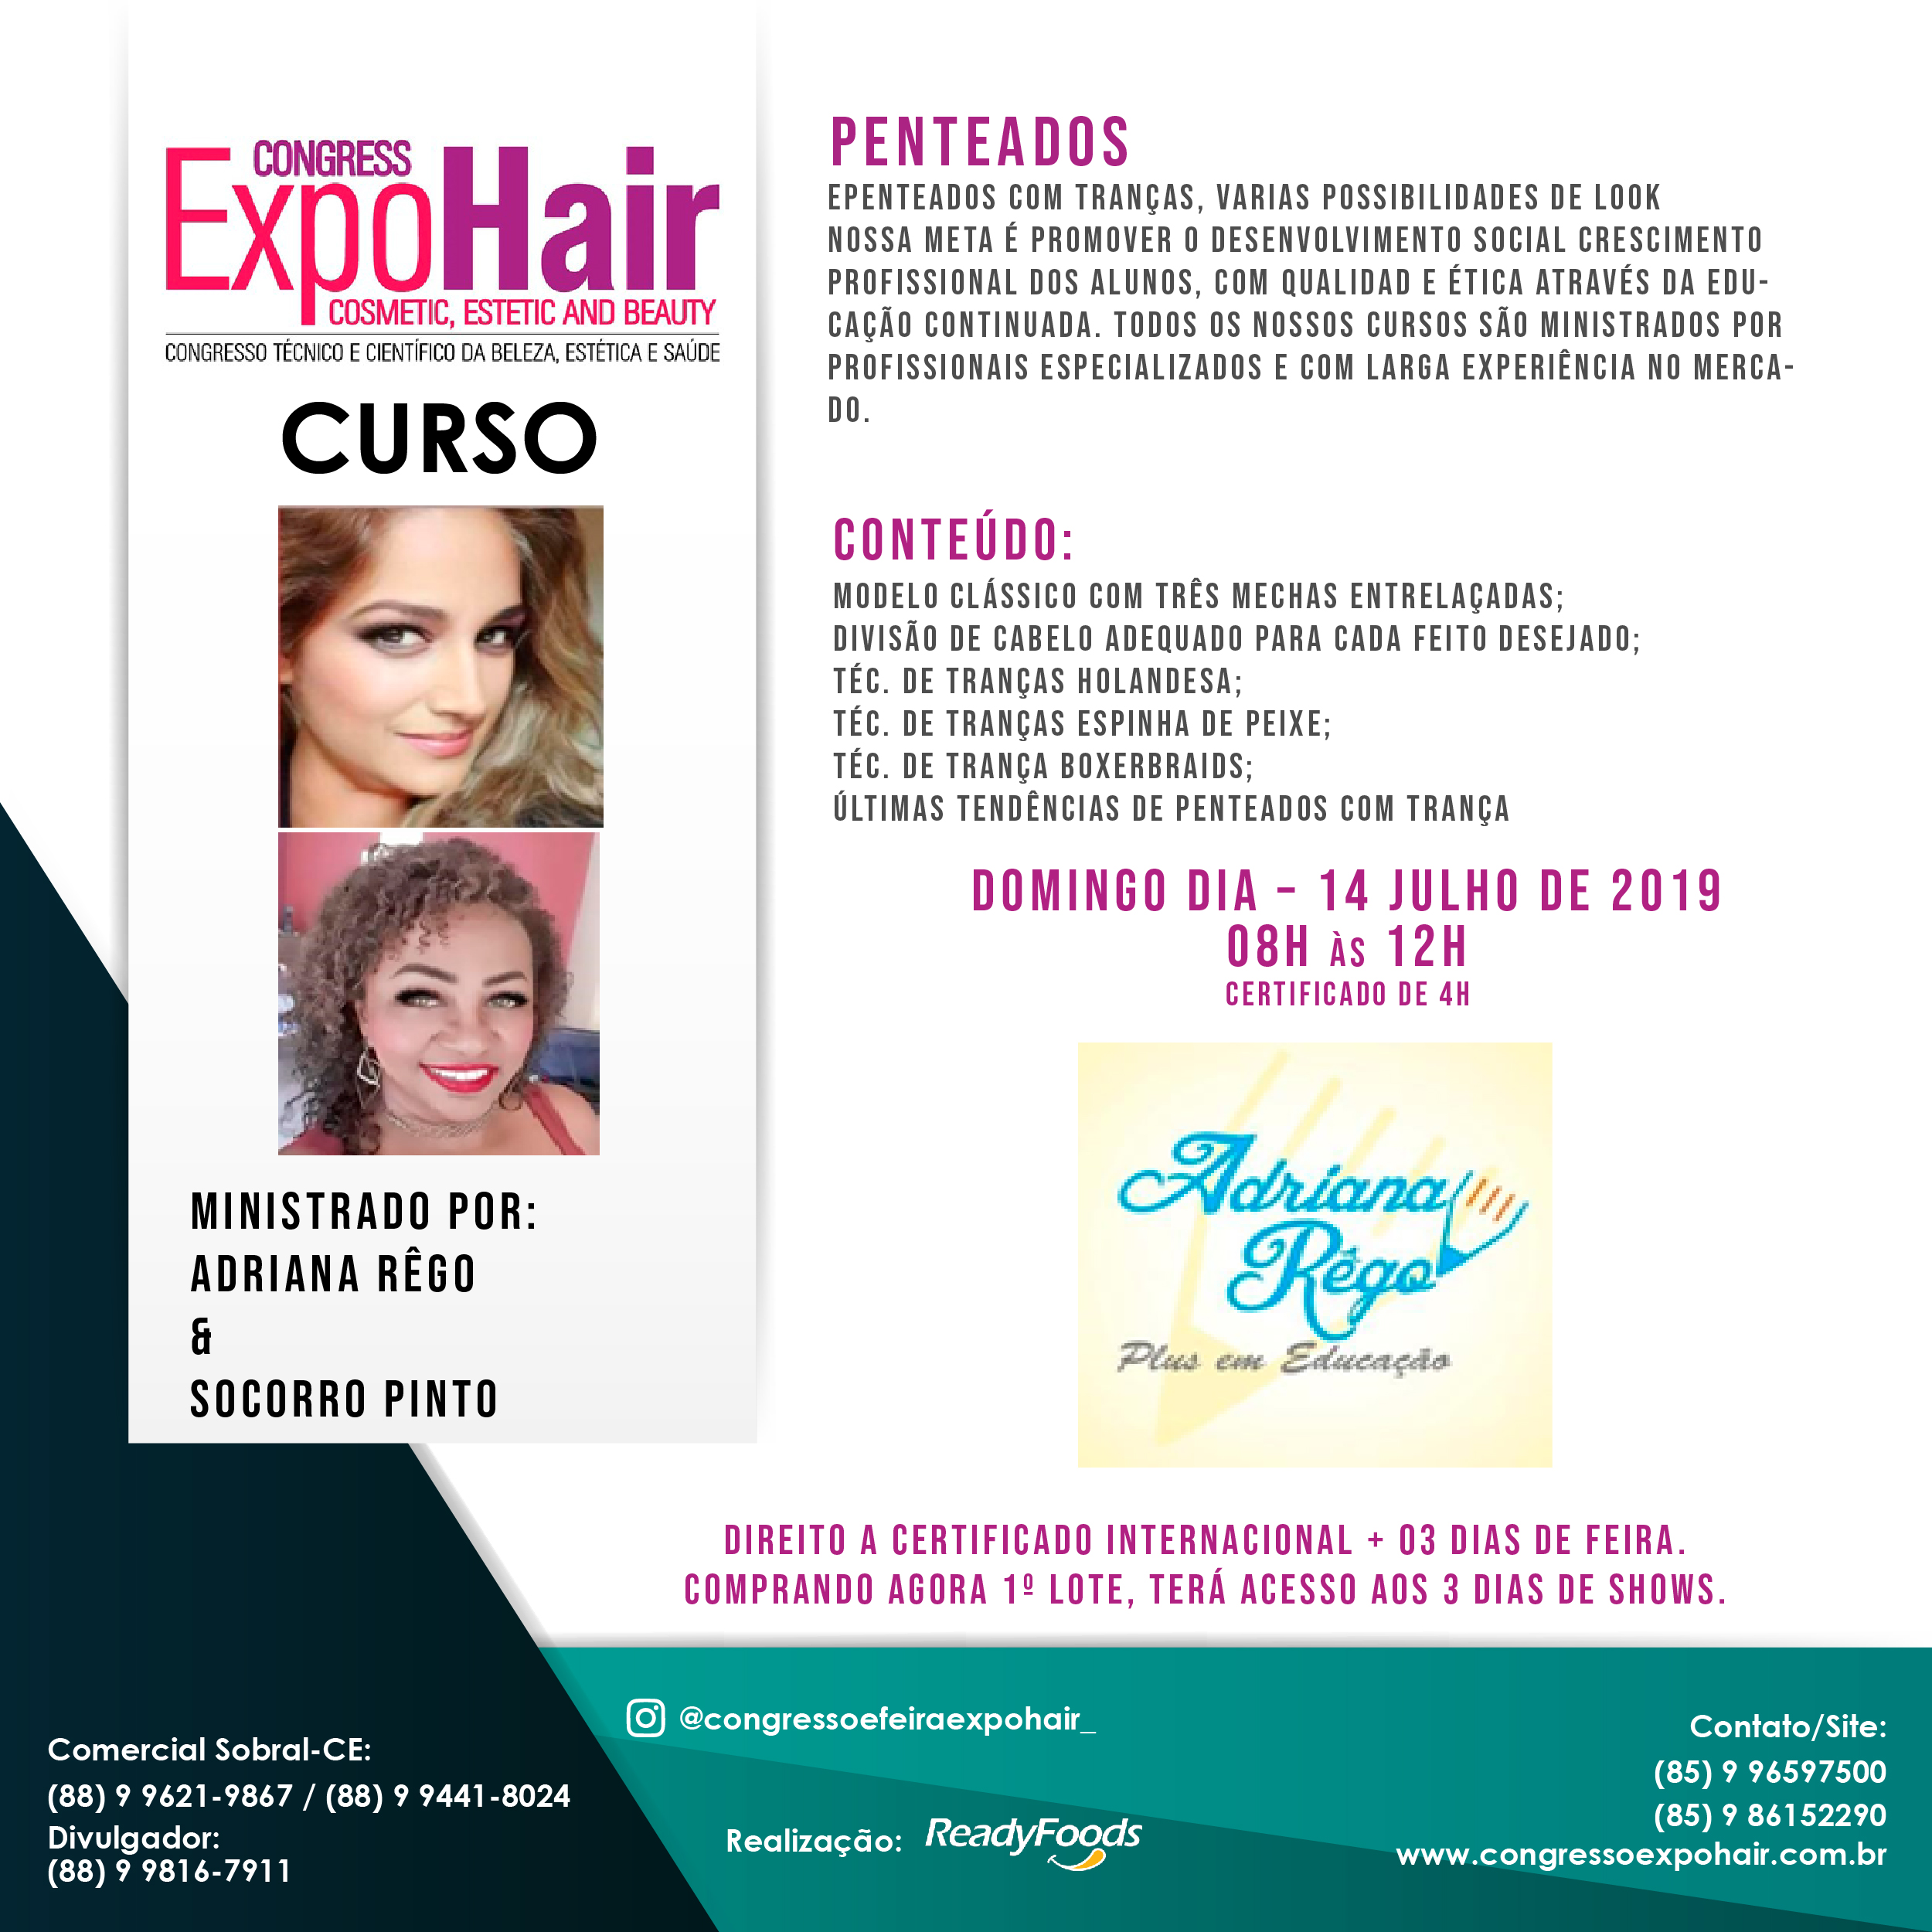 CONGRESS
ExpoHair
COSMETIC, ESTETIC AND BEAUTY
CONGRESSO TÉCNICO E CIENTÍFICO DA BELEZA, ESTÉTICA E SAÚDE
CURSO
MINISTRADO POR:
ADRIANA RÊGO
&
SOCORRO PINTO
PENTEADOS
EPENTEADOS COM TRANÇAS, VARIAS POSSIBILIDADES DE LOOK
NOSSA META É PROMOVER O DESENVOLVIMENTO SOCIAL CRESCIMENTO
PROFISSIONAL DOS ALUNOS, COM QUALIDAD E ÉTICA ATRAVÉS DA EDU-
CAÇÃO CONTINUADA. TODOS OS NOSSOS CURSOS SÃO MINISTRADOS POR
PROFISSIONAIS ESPECIALIZADOS E COM LARGA EXPERIÊNCIA NO MERCA-
DO.
CONTEÚDO:
MODELO CLÁSSICO COM TRÊS MECHAS ENTRELAÇADAS;
DIVISÃO DE CABELO ADEQUADO PARA CADA FEITO DESEJADO;
TÉC. DE TRANÇAS HOLANDESA;
TÉC. DE TRANÇAS ESPINHA DE PEIXE;
TÉC. DE TRANÇA BOXERBRAIDS;
ÚLTIMAS TENDÊNCIAS DE PENTEADOS COM TRANÇA
DOMINGO DIA – 14 JULHO DE 2019
08H ÀS 12H
CERTIFICADO DE 4H
Adriana
Rêgo
Plus em Educação
DIREITO A CERTIFICADO INTERNACIONAL + 03 DIAS DE FEIRA.
COMPRANDO AGORA 1º LOTE, TERÁ ACESSO AOS 3 DIAS DE SHOWS.
Comercial Sobral-CE:
(88) 9 9621-9867 / (88) 9 9441-8024
Divulgador:
(88) 9 9816-7911
@congressoefeiraexpohair_
Realização: ReadyFoods
Contato/Site:
(85) 9 96597500
(85) 9 86152290
www.congressoexpohair.com.br